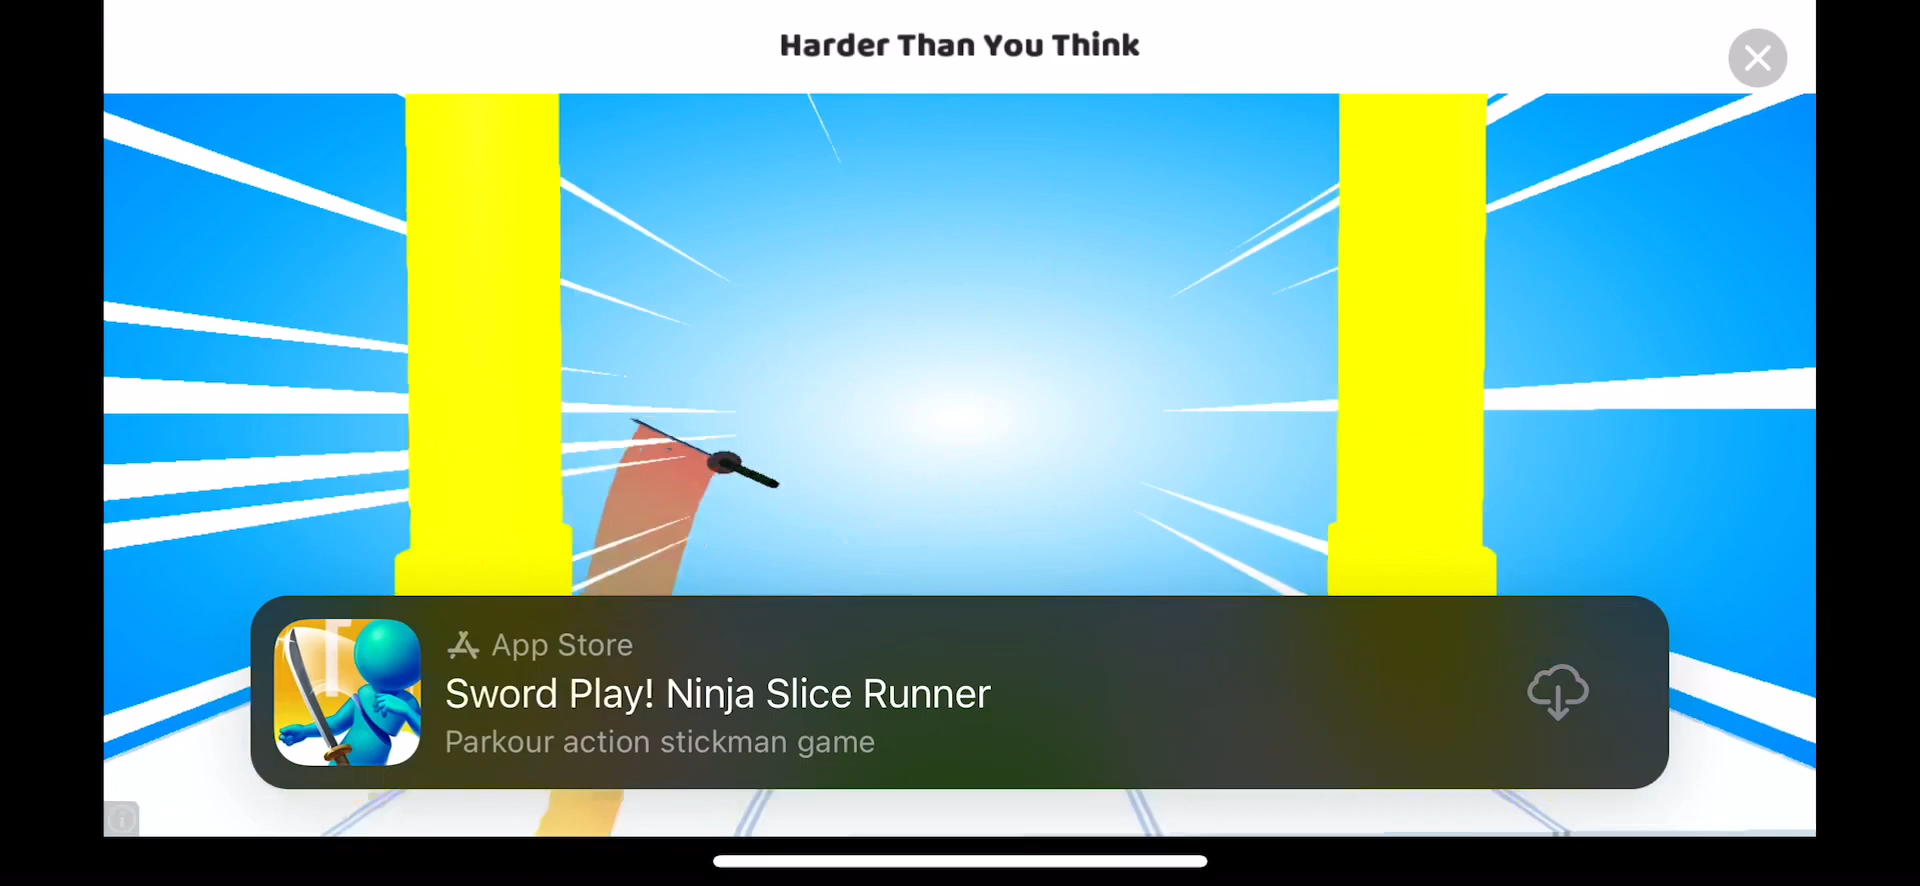 Harder Than You Think
App Store
Sword Play! Ninja Slice Runner
Parkour action stickman game